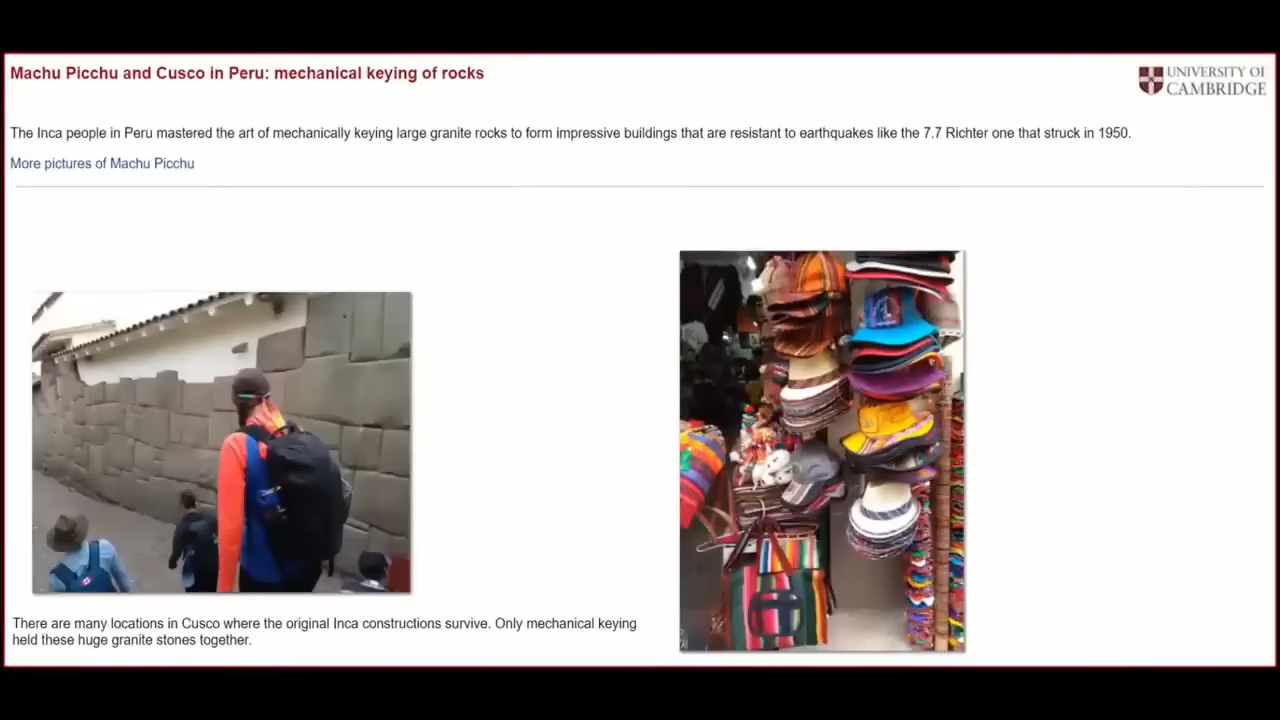 Machu Picchu and Cusco in Peru: mechanical keying of rocks
UNIVERSITY OF
CAMBRIDGE
The Inca people in Peru mastered the art of mechanically keying large granite rocks to form impressive buildings that are resistant to earthquakes like the 7.7 Richter one that struck in 1950.
More pictures of Machu Picchu
There are many locations in Cusco where the original Inca constructions survive. Only mechanical keying
held these huge granite stones together.